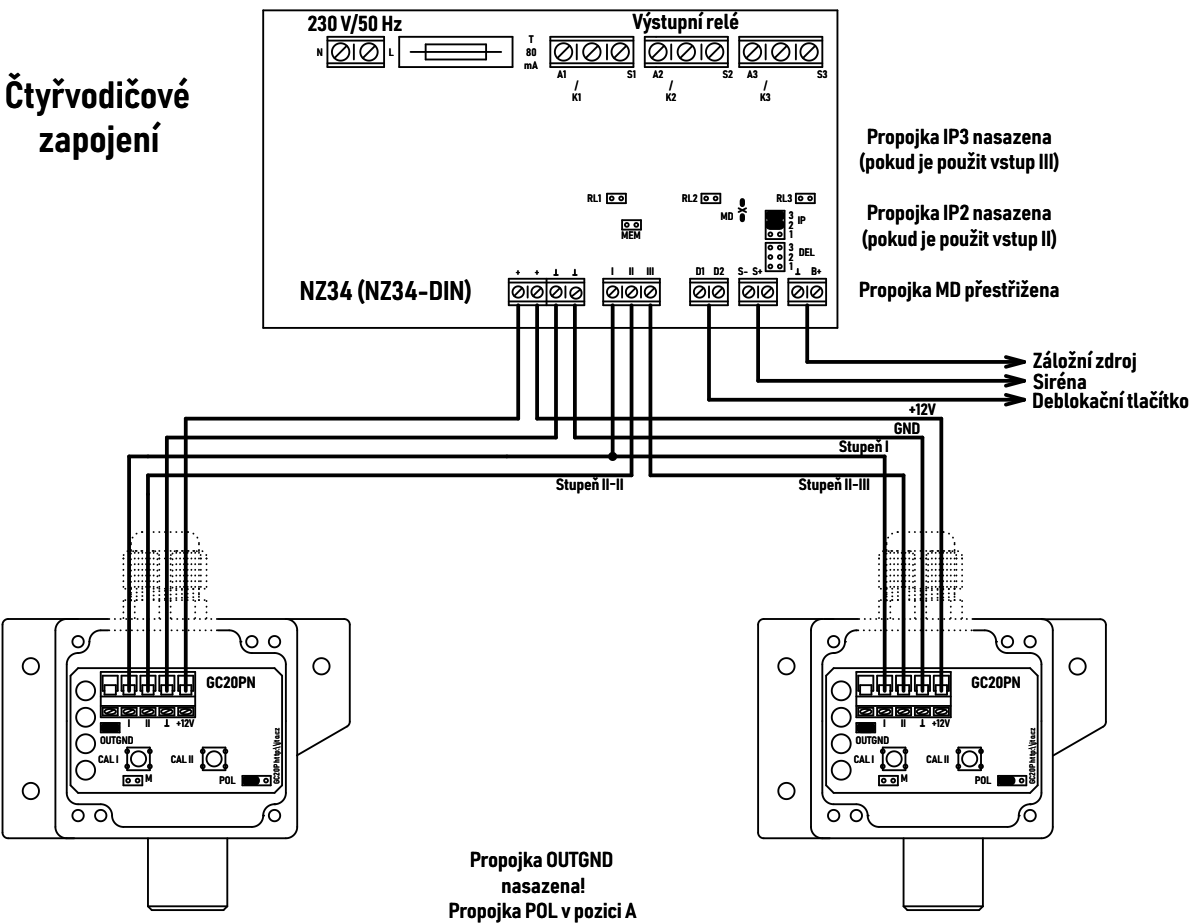 Čtyřvodičové
zapojení
230 V/50 Hz
N
L
T
80
mA
Výstupní relé
A1 S1 A2 S2 A3 S3
/ / /
K1 K2 K3
Propojka IP3 nasazena
(pokud je použit vstup III)
RL1 RL2 RL3
MD
3
2
1
IP
MEM
Propojka IP2 nasazena
(pokud je použit vstup II)
3
2
1
DEL
+ + ⊥ ⊥ I II III D1 D2 S- S+ ⊥ B+
NZ34 (NZ34-DIN)
Propojka MD přestřižena
Záložní zdroj
Siréna
Deblokační tlačítko
+12V
GND
Stupeň I
Stupeň II-II
Stupeň II-III
GC20PN
I II ⊥ +12V
OUTGND
CAL I
CAL II
M
POL
GC20PN
I II ⊥ +12V
OUTGND
CAL I
CAL II
M
POL
Propojka OUTGND
nasazena!
Propojka POL v pozici A